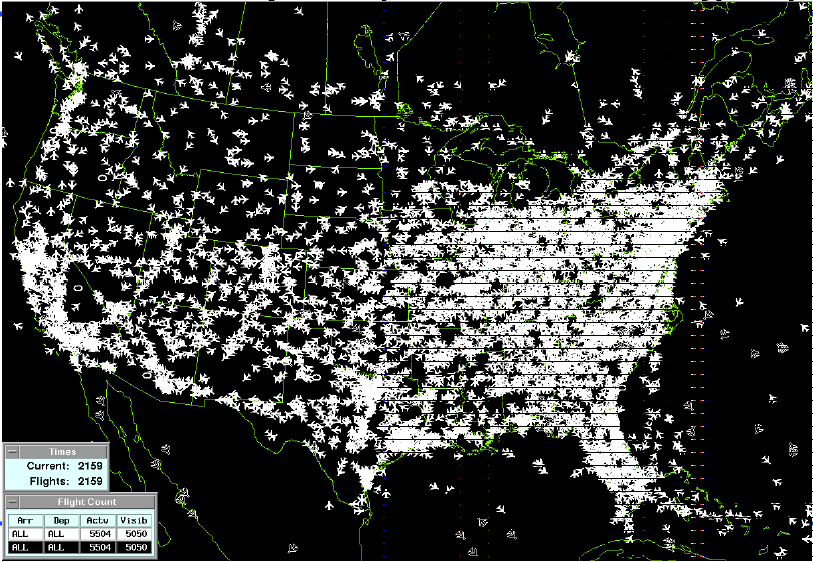 Times
Current: 2159
Flights: 2159
Flight Count
Arr Dep Actv Visib
ALL ALL 5504 5050
ALL ALL 5504 5050